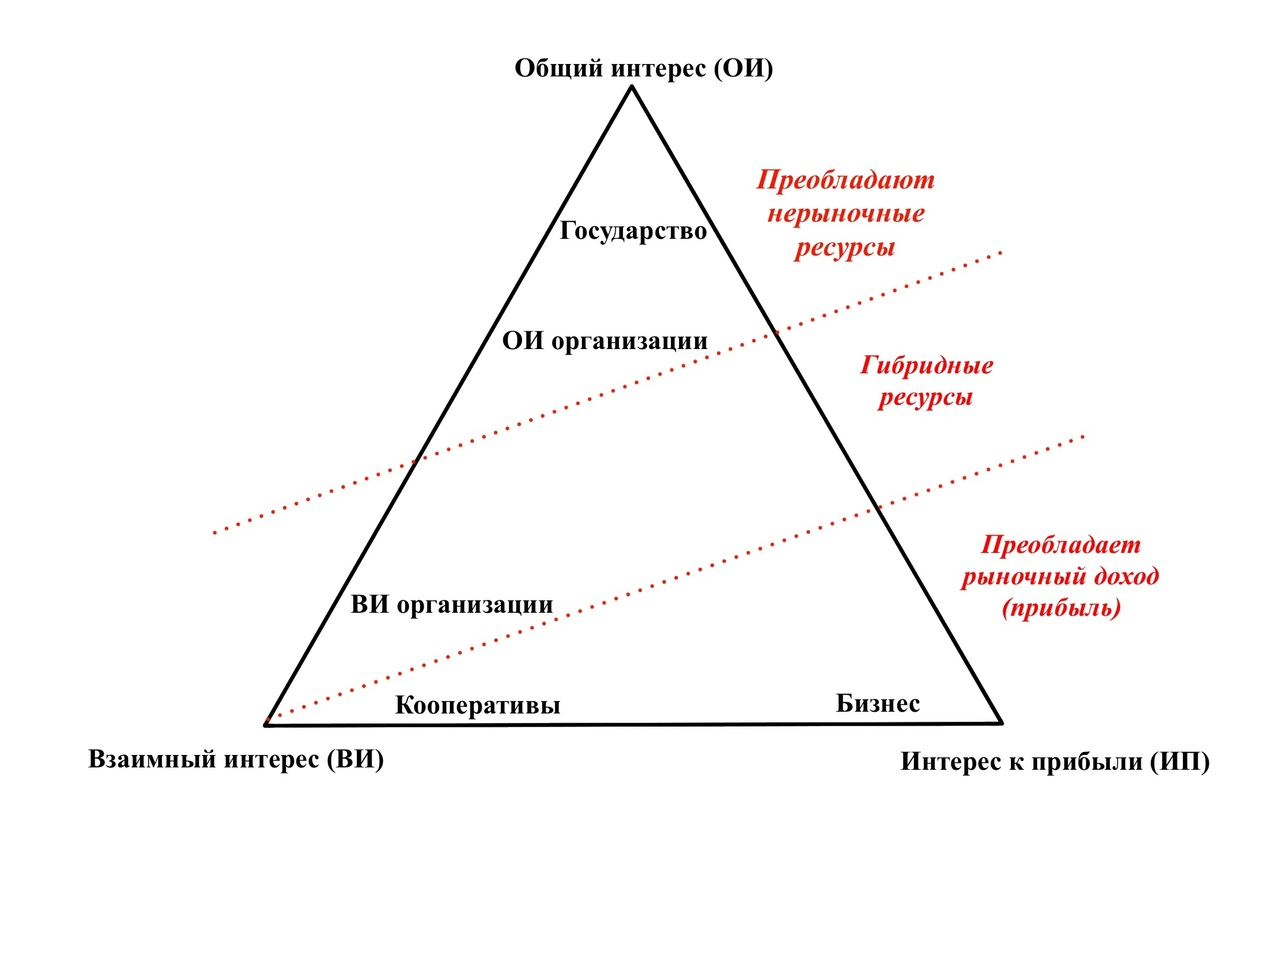 Общий интерес (ОИ)
Преобладают
нерыночные
ресурсы
Государство
ОИ организации
Гибридные
ресурсы
Преобладает
рыночный доход
(прибыль)
ВИ организации
Кооперативы
Бизнес
Взаимный интерес (ВИ)
Интерес к прибыли (ИП)